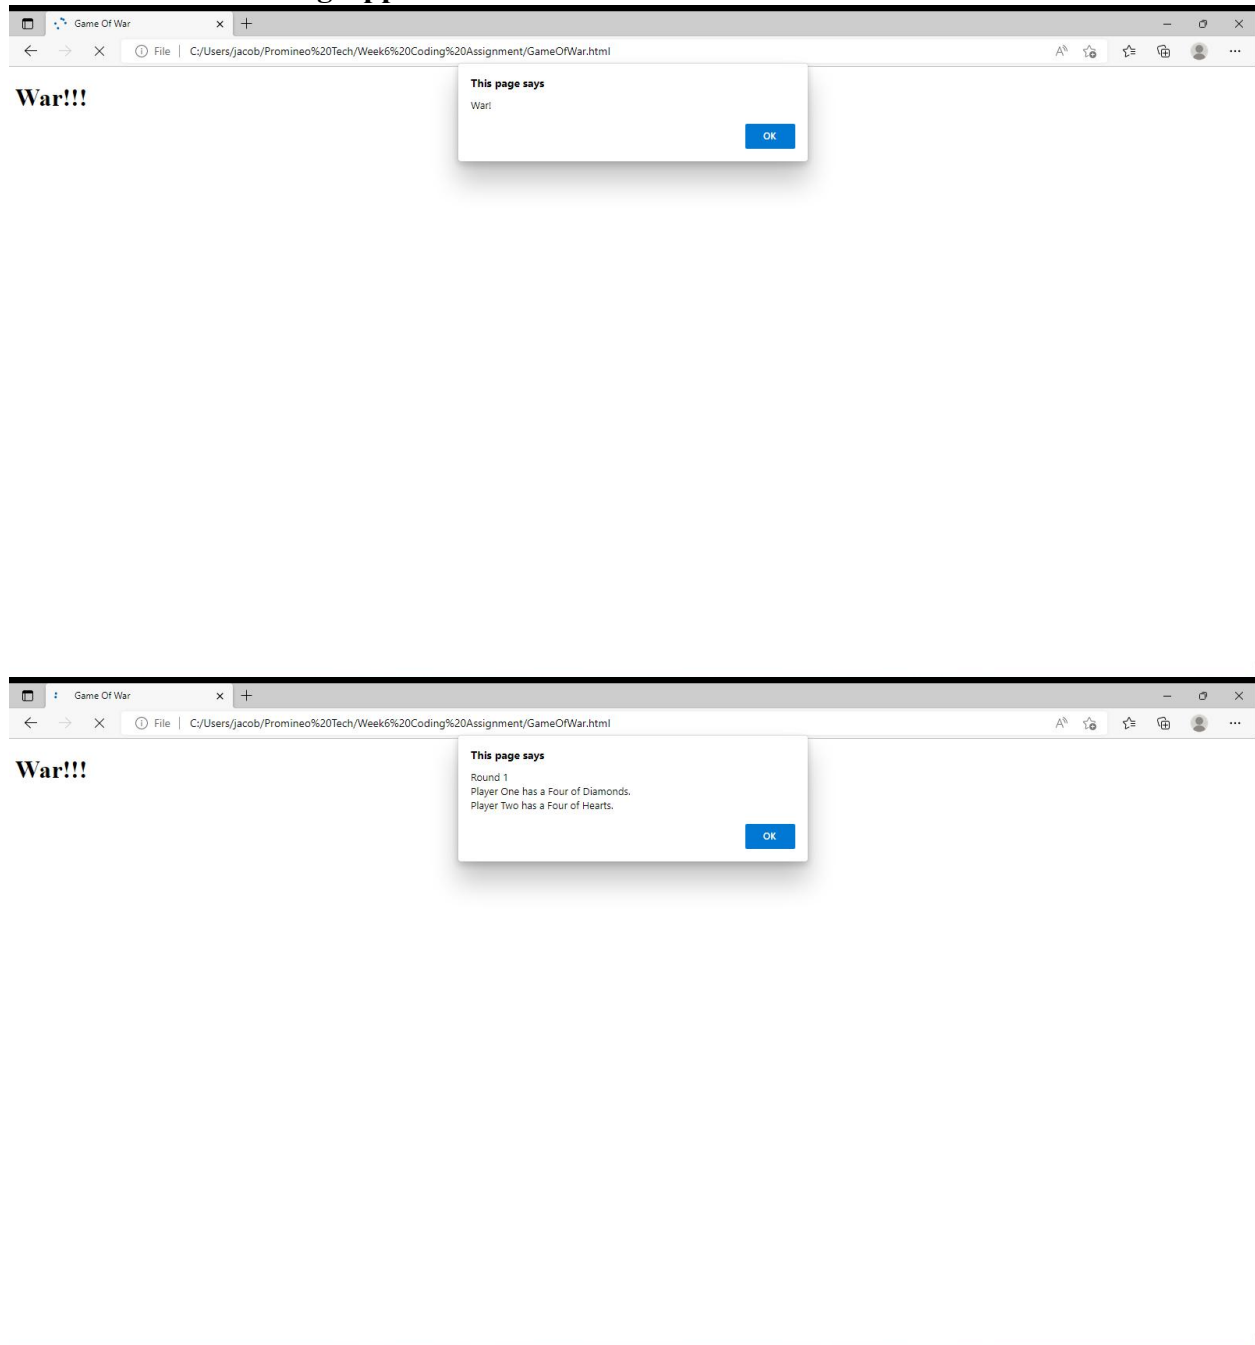 Game Of War
File | C:/Users/jacob/Promineo%20Tech/Week6%20Coding%20Assignment/GameOfWar.html
War!!!
This page says
War!
OK
Game Of War
File | C:/Users/jacob/Promineo%20Tech/Week6%20Coding%20Assignment/GameOfWar.html
War!!!
This page says
Round 1
Player One has a Four of Diamonds.
Player Two has a Four of Hearts.
OK